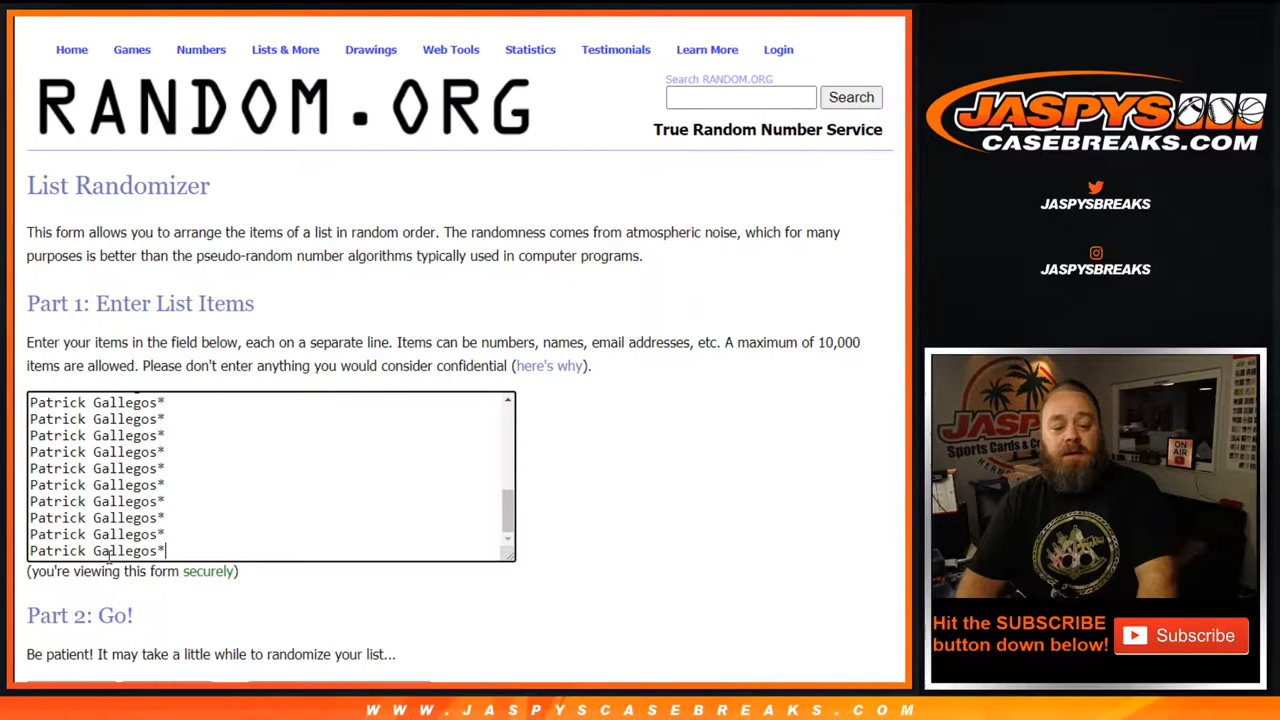 Home Games Numbers Lists & More Drawings Web Tools Statistics Testimonials Learn More Login
RANDOM.ORG
Search RANDOM.ORG
Search
True Random Number Service
List Randomizer
This form allows you to arrange the items of a list in random order. The randomness comes from atmospheric noise, which for many
purposes is better than the pseudo-random number algorithms typically used in computer programs.
Part 1: Enter List Items
Enter your items in the field below, each on a separate line. Items can be numbers, names, email addresses, etc. A maximum of 10,000
items are allowed. Please don't enter anything you would consider confidential (here's why).
Patrick Gallegos*
Patrick Gallegos*
Patrick Gallegos*
Patrick Gallegos*
Patrick Gallegos*
Patrick Gallegos*
Patrick Gallegos*
Patrick Gallegos*
Patrick Gallegos*
Patrick Gallegos*
(you're viewing this form securely)
Part 2: Go!
Be patient! It may take a little while to randomize your list...
JASPYS
CASEBREAKS.COM
JASPYSBREAKS
JASPYSBREAKS
JASPYS
Sports Cards &
ON
AIR
Hit the SUBSCRIBE
button down below!
Subscribe
WWW.JASPYSCASEBREAKS.COM